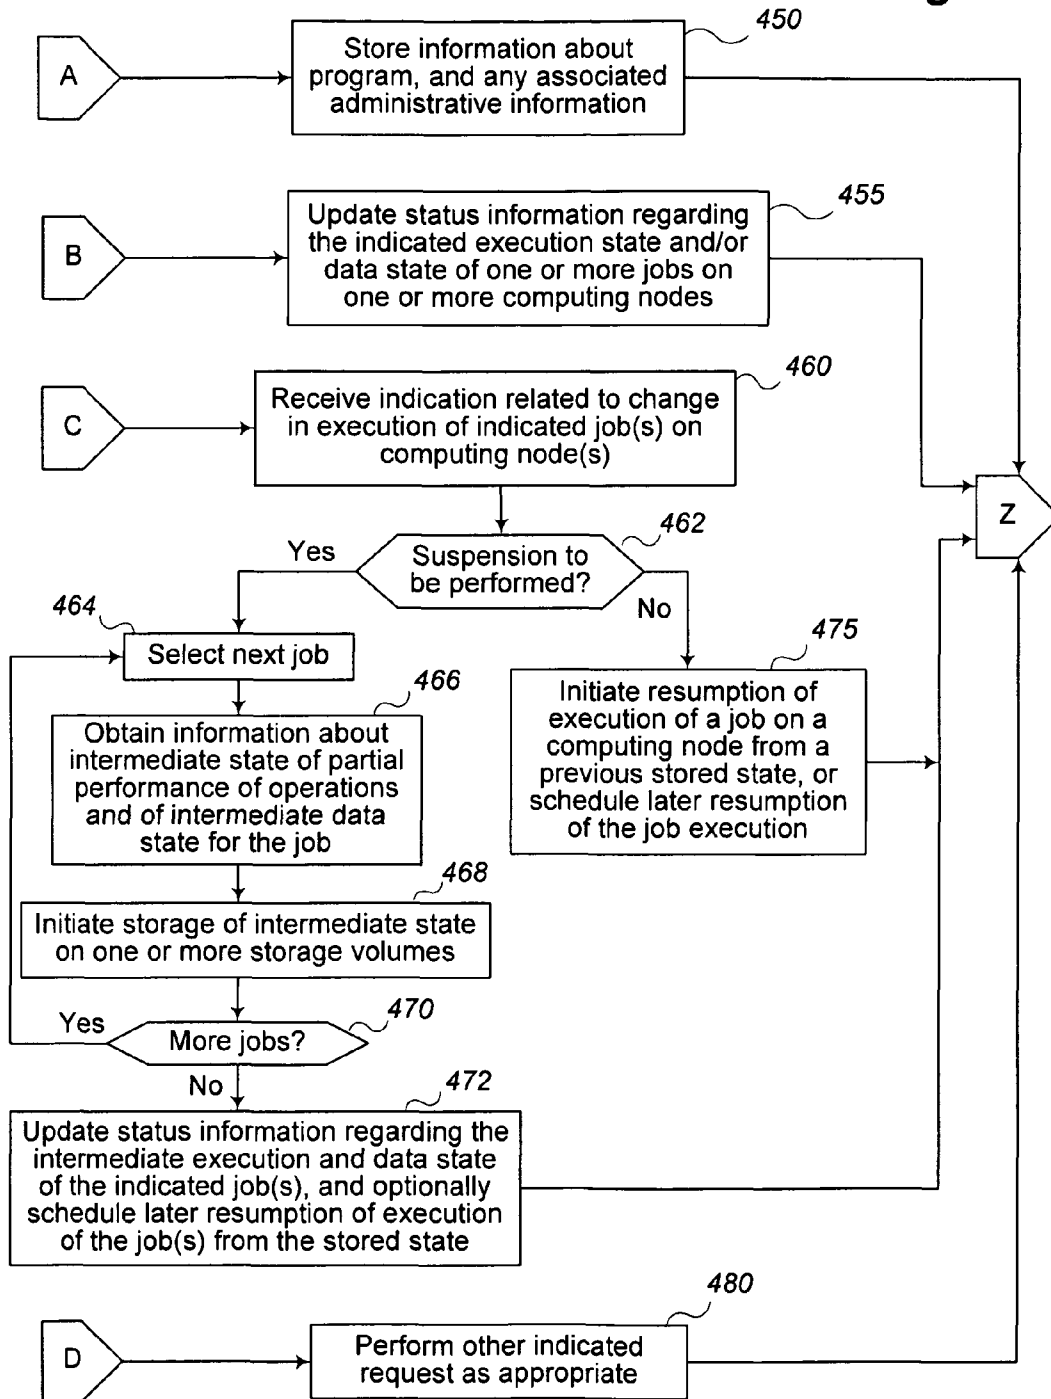 450
A
Store information about
program, and any associated
administrative information
455
B
Update status information regarding
the indicated execution state and/or
data state of one or more jobs on
one or more computing nodes
460
C
Receive indication related to change
in execution of indicated job(s) on
computing node(s)
Z
462
Yes
Suspension to
be performed?
No
464
Select next job
475
Initiate resumption of
execution of a job on a
computing node from a
previous stored state, or
schedule later resumption
of the job execution
466
Obtain information about
intermediate state of partial
performance of operations
and of intermediate data
state for the job
468
Initiate storage of intermediate state
on one or more storage volumes
470
Yes
More jobs?
No
472
Update status information regarding the
intermediate execution and data state
of the indicated job(s), and optionally
schedule later resumption of execution
of the job(s) from the stored state
480
D
Perform other indicated
request as appropriate